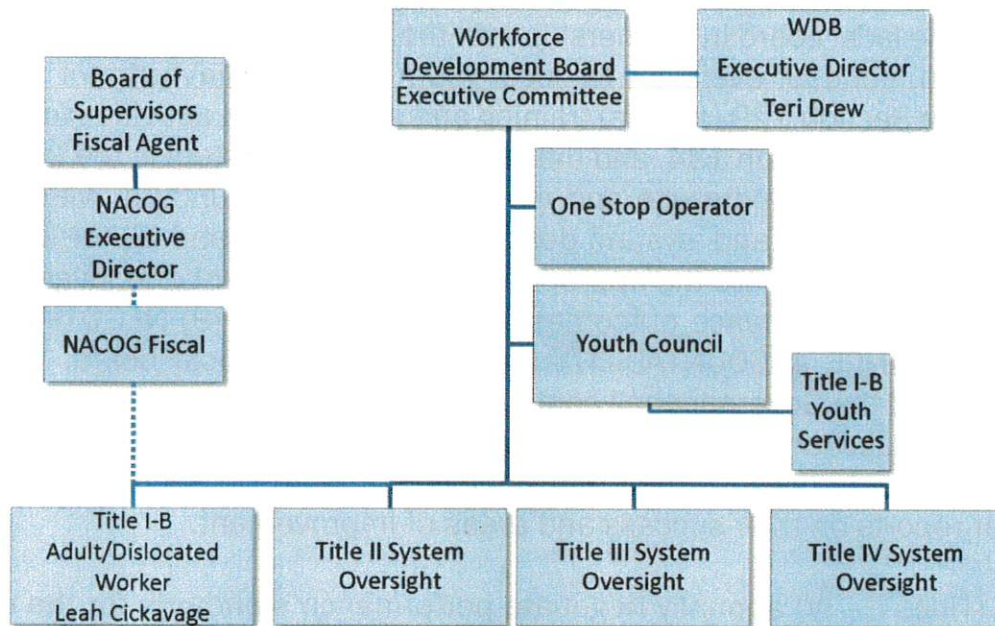 Board of
Supervisors
Fiscal Agent
NACOG
Executive
Director
NACOG Fiscal
Workforce
Development Board
Executive Committee
WDB
Executive Director
Teri Drew
One Stop Operator
Youth Council
Title I-B
Youth
Services
Title I-B
Adult/Dislocated
Worker
Leah Cickavage
Title II System
Oversight
Title III System
Oversight
Title IV System
Oversight